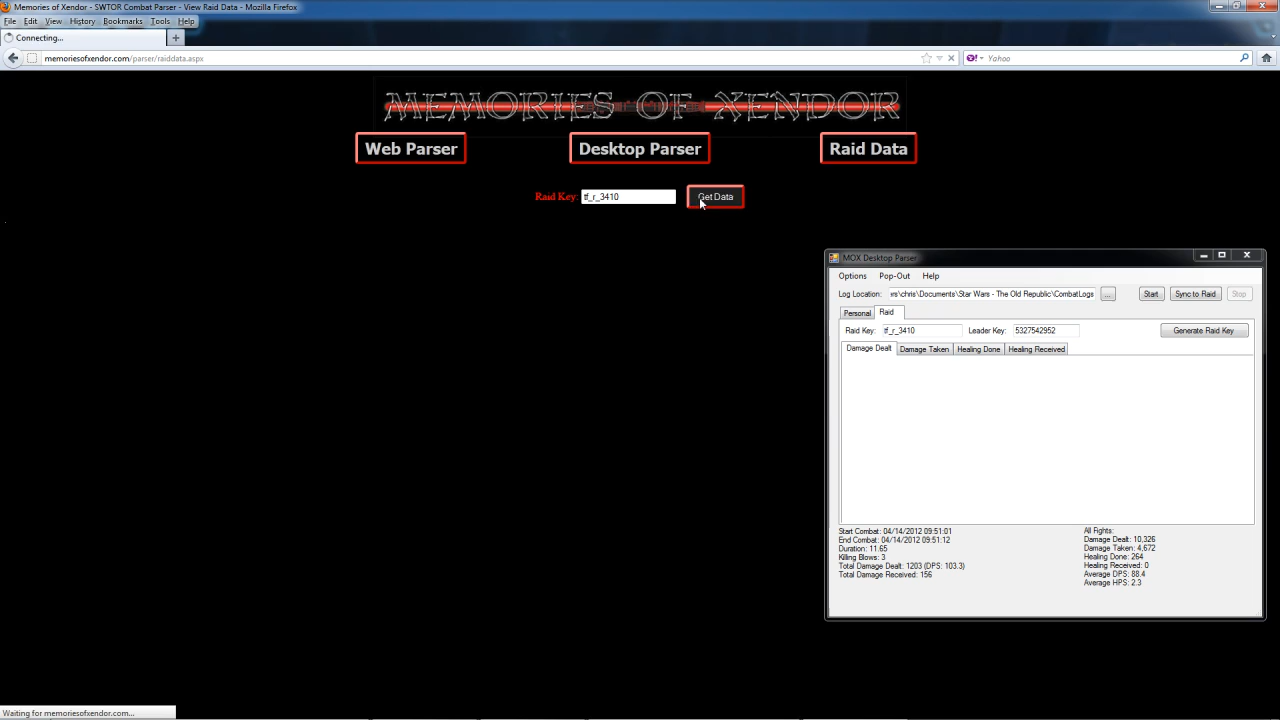 Memories of Xendor - SWTOR Combat Parser - View Raid Data - Mozilla Firefox
File Edit View History Bookmarks Tools Help
Connecting...
memoriesofxendor.com/parser/raiddata.aspx
Yahoo
MEMORIES OF XENDOR
Web Parser
Desktop Parser
Raid Data
Raid Key: tf_r_3410 Get Data
MOX Desktop Parser
Options Pop-Out Help
Log Location: ırs\chris\Documents\Star Wars - The Old Republic\CombatLogs ... Start Sync to Raid Stop
Personal Raid
Raid Key: tf_r_3410 Leader Key: 5327542952 Generate Raid Key
Damage Dealt Damage Taken Healing Done Healing Received
Start Combat: 04/14/2012 09:51:01
End Combat: 04/14/2012 09:51:12
Duration: 11.65
Killing Blows: 3
Total Damage Dealt: 1203 (DPS: 103.3)
Total Damage Received: 156
All Fights:
Damage Dealt: 10,326
Damage Taken: 4,672
Healing Done: 264
Healing Received: 0
Average DPS: 88.4
Average HPS: 2.3
Waiting for memoriesofxendor.com...